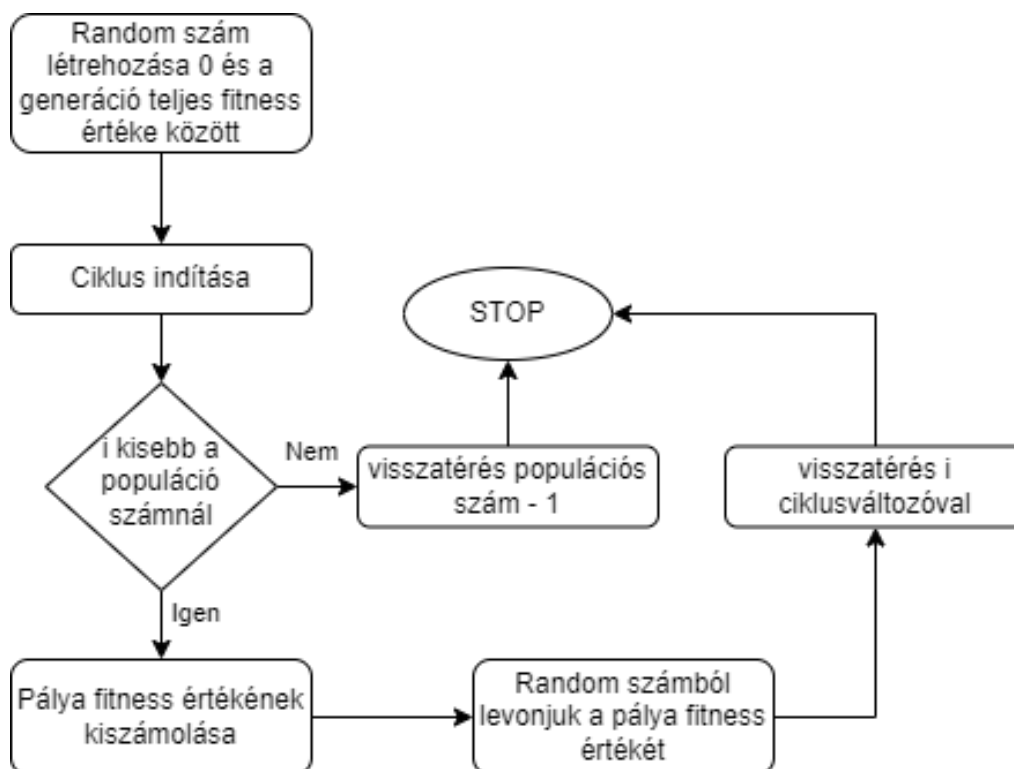 Random szám
létrehozása 0 és a
generáció teljes fitness
értéke között
Ciklus indítása
STOP
i kisebb a
populáció
számnál
Nem
visszatérés populációs
szám - 1
visszatérés i
ciklusváltozóval
Igen
Pálya fitness értékének
kiszámolása
Random számból
levonjuk a pálya fitness
értékét